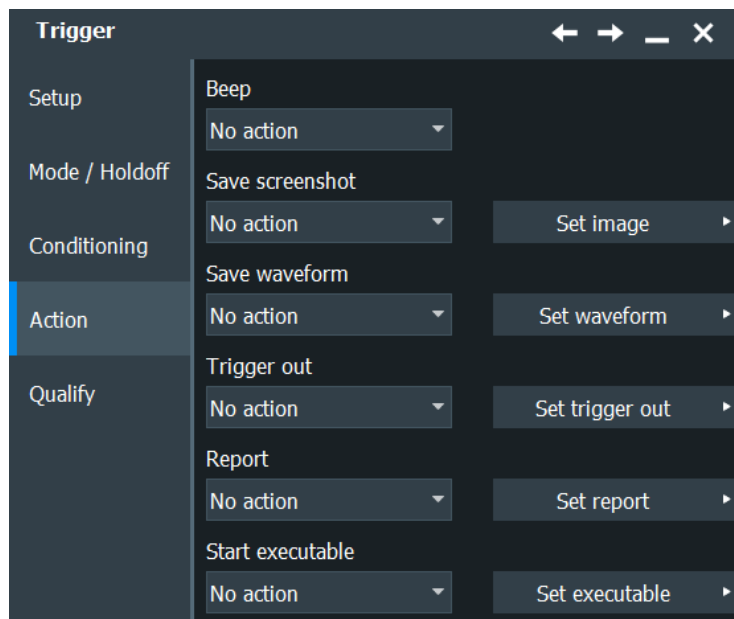 Trigger
Setup
Mode / Holdoff
Conditioning
Action
Qualify
Beep
No action
Save screenshot
No action Set image
Save waveform
No action Set waveform
Trigger out
No action Set trigger out
Report
No action Set report
Start executable
No action Set executable